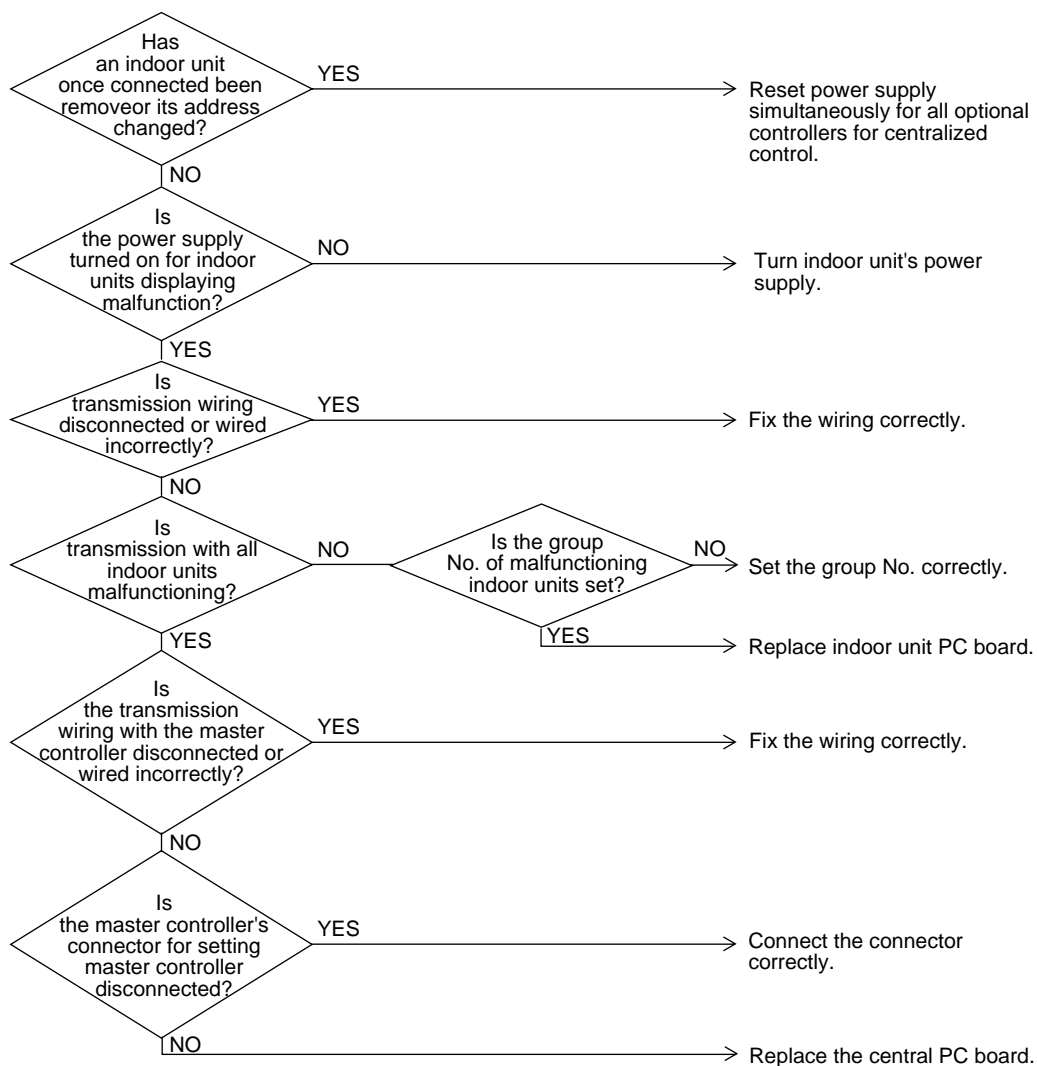 Has
an indoor unit
once connected been
removeor its address
changed?
YES
Reset power supply
simultaneously for all optional
controllers for centralized
control.
NO
Is
the power supply
turned on for indoor
units displaying
malfunction?
NO
Turn indoor unit's power
supply.
YES
Is
transmission wiring
disconnected or wired
incorrectly?
YES
Fix the wiring correctly.
NO
Is
transmission with all
indoor units
malfunctioning?
NO
Is the group
No. of malfunctioning
indoor units set?
NO
Set the group No. correctly.
YES
Replace indoor unit PC board.
YES
Is
the transmission
wiring with the master
controller disconnected or
wired incorrectly?
YES
Fix the wiring correctly.
NO
Is
the master controller's
connector for setting
master controller
disconnected?
YES
Connect the connector
correctly.
NO
Replace the central PC board.